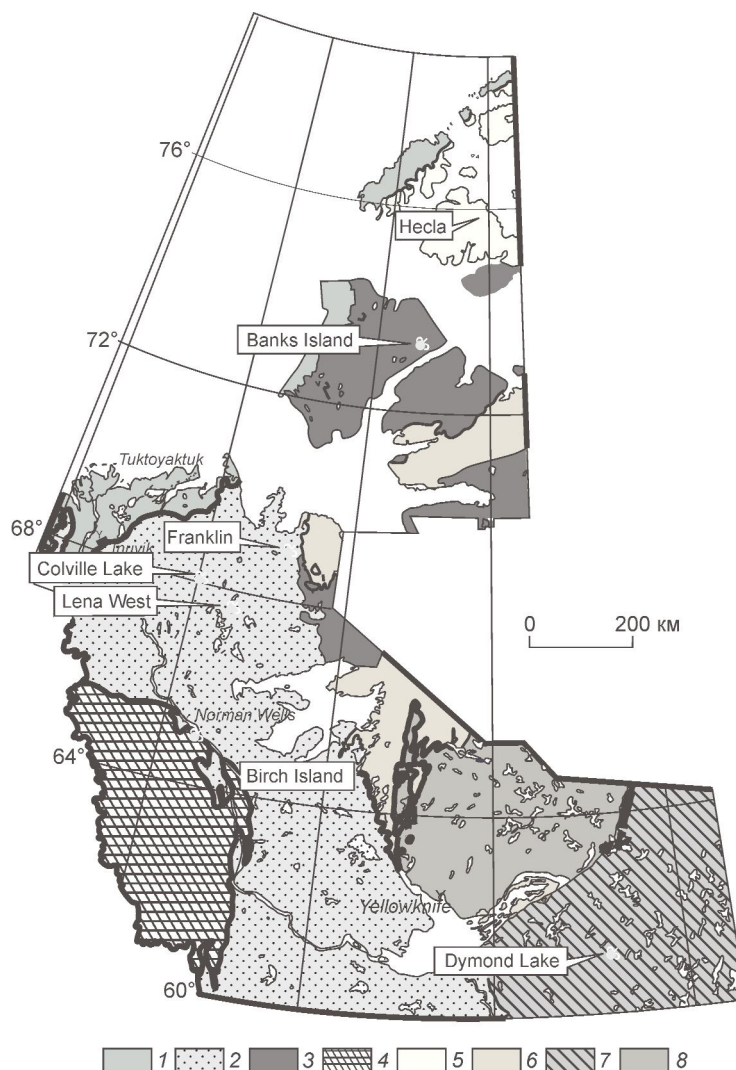 76°
Hecla
Banks Island
72°
Tuktoyaktuk
68°
Inuvik
Franklin
Colville Lake
Lena West
0 200 км
Norman Wells
64°
Birch Island
Yellowknife
Dymond Lake
60°
1 2 3 4 5 6 7 8